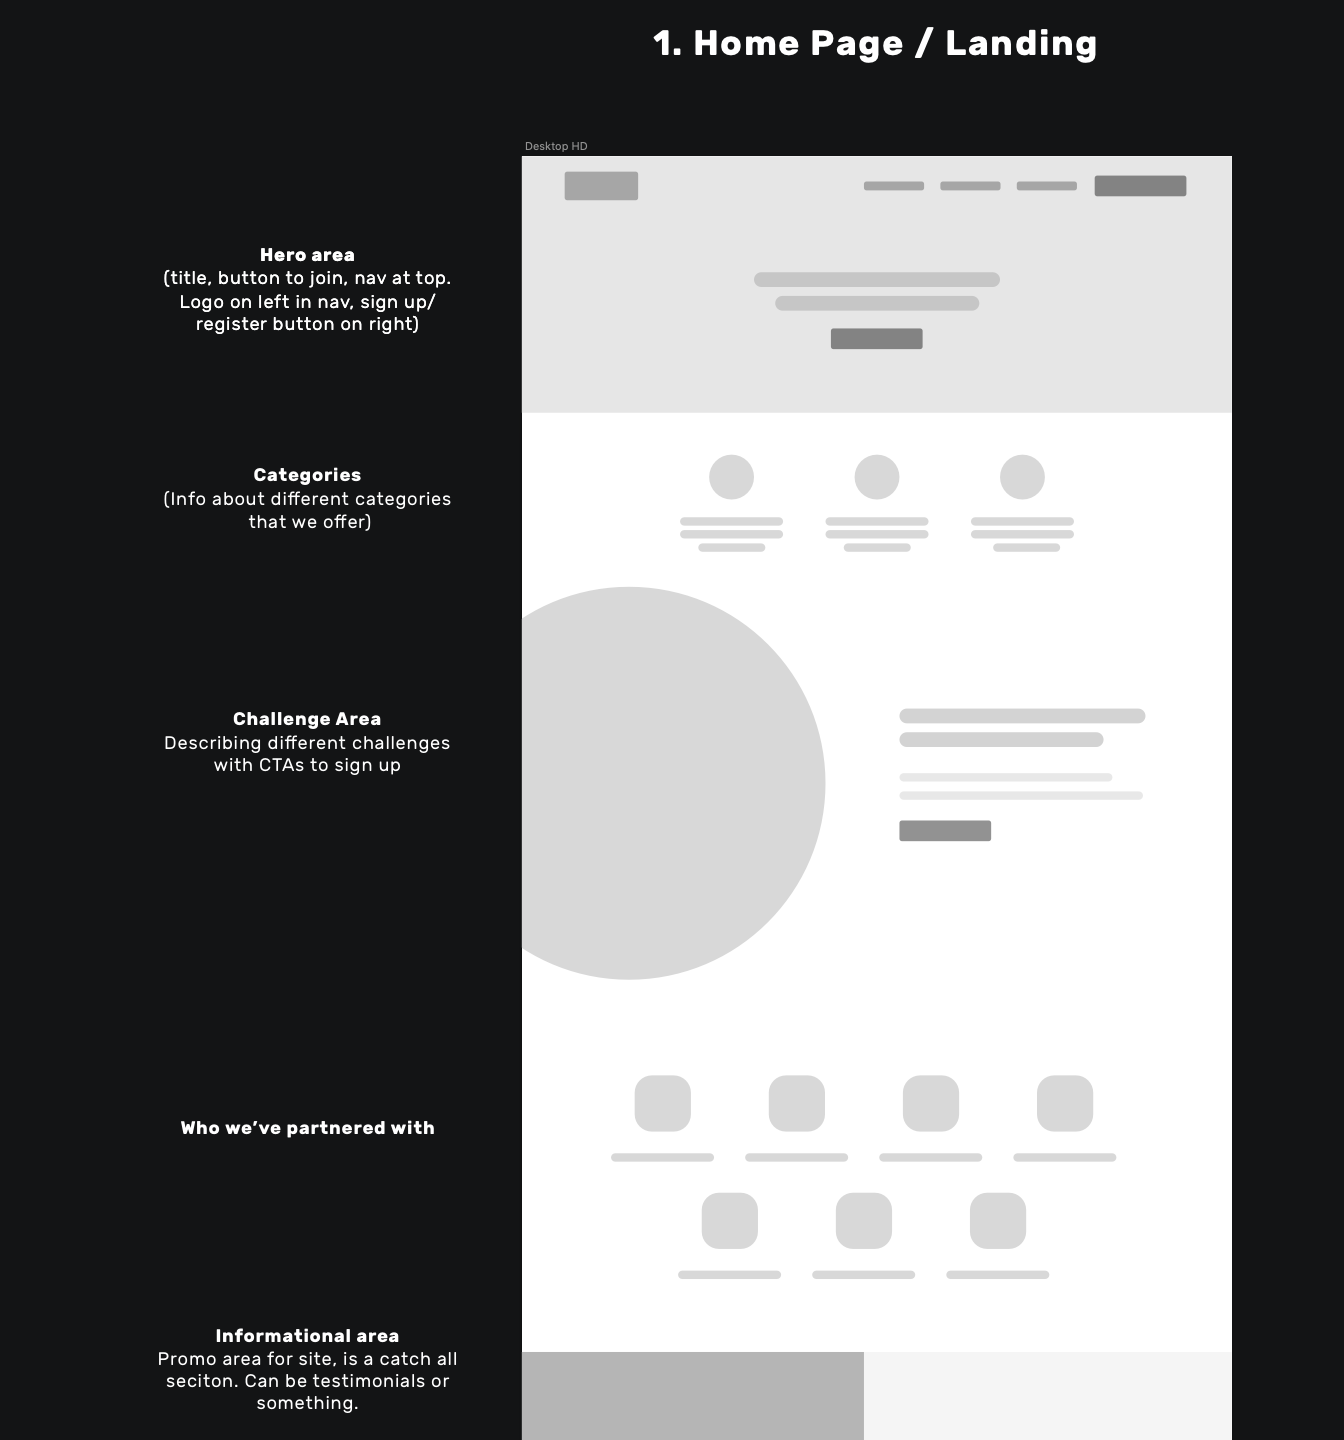 1. Home Page / Landing
Desktop HD
Hero area
(title, button to join, nav at top.
Logo on left in nav, sign up/
register button on right)
Categories
(Info about different categories
that we offer)
Challenge Area
Describing different challenges
with CTAs to sign up
Who we’ve partnered with
Informational area
Promo area for site, is a catch all
seciton. Can be testimonials or
something.